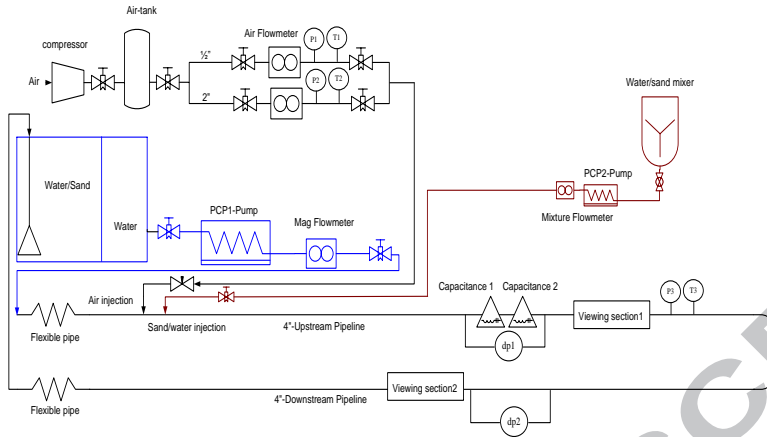 Air-tank
compressor
Air Flowmeter
½"
P1
T1
Air
P2
T2
2"
Water/sand mixer
Water/Sand
Water
PCP1-Pump
Mag Flowmeter
PCP2-Pump
Mixture Flowmeter
Air injection
Sand/water injection
Flexible pipe
4"-Upstream Pipeline
Capacitance 1
Capacitance 2
dp1
Viewing section1
P3
T3
Flexible pipe
4"-Downstream Pipeline
Viewing section2
dp2